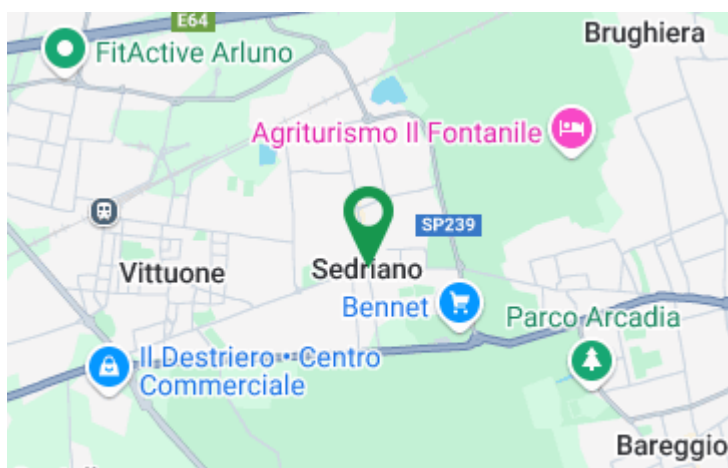 E64
Brughiera
FitActive Arluno
Agriturismo Il Fontanile
SP239
Vittuone
Sedriano
Bennet
Parco Arcadia
Il Destriero • Centro
Commerciale
Bareggio